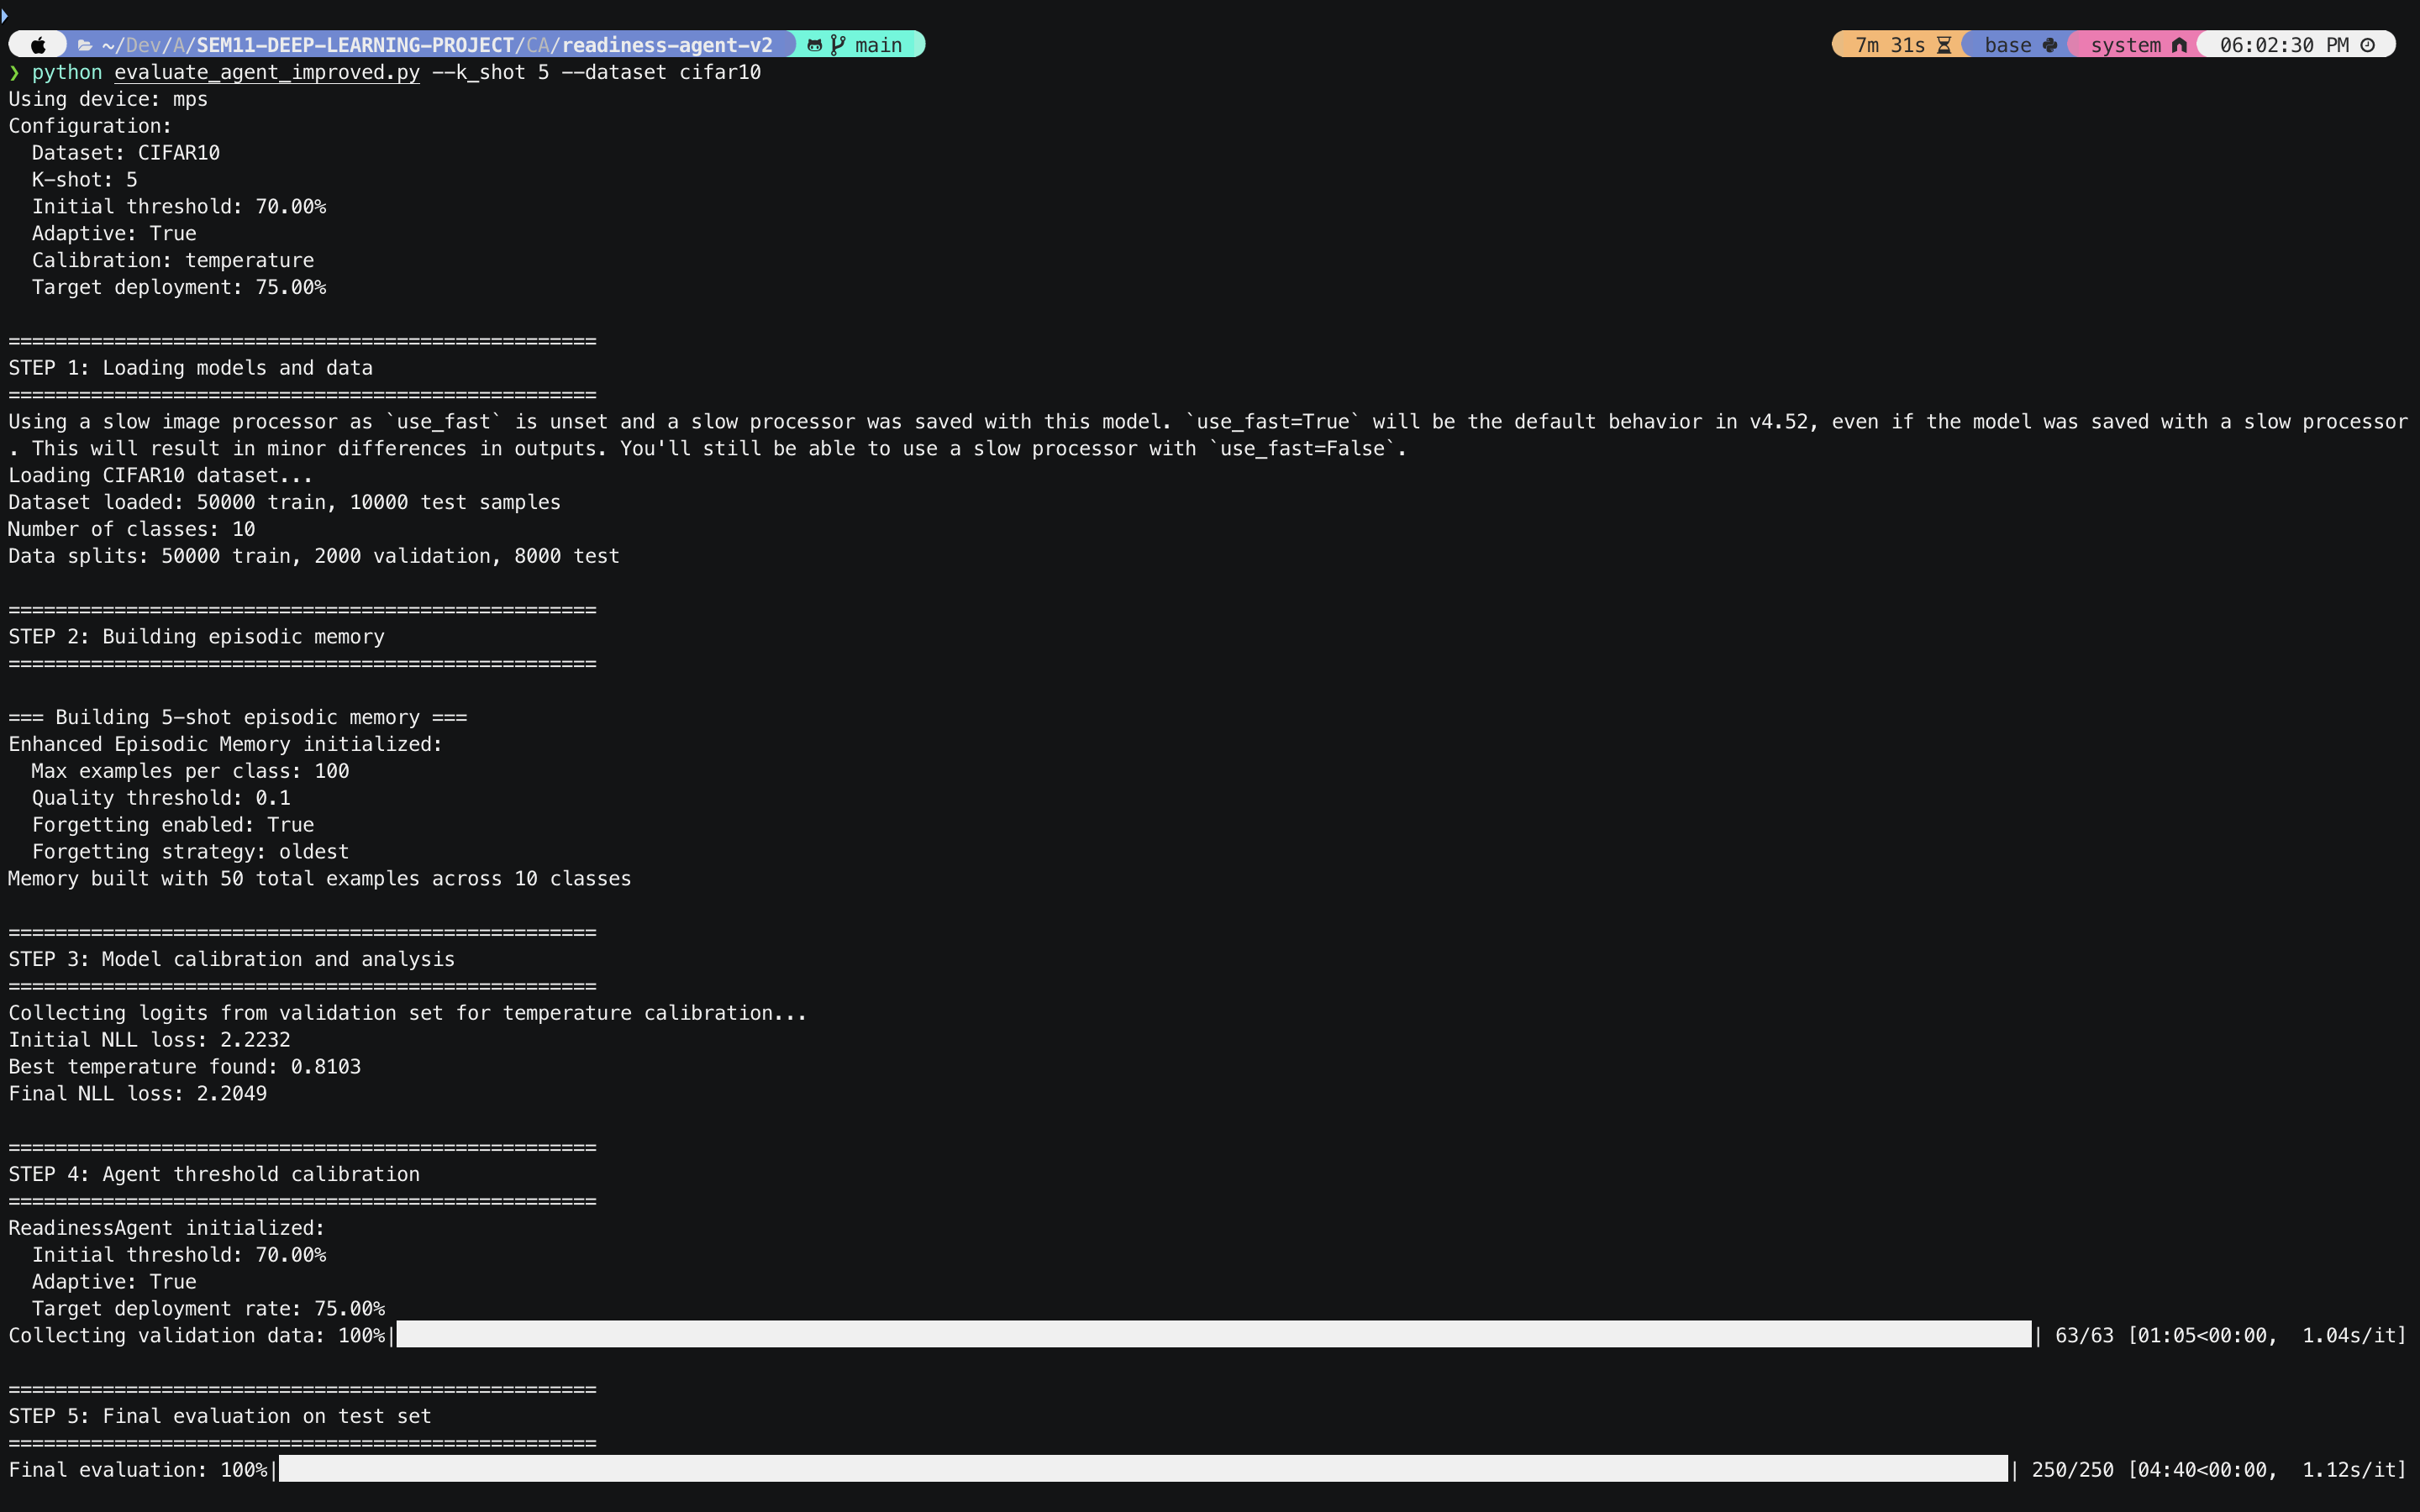 ~/Dev/A/SEM11-DEEP-LEARNING-PROJECT/CA/readiness-agent-v2 main 7m 31s base system 06:02:30 PM
❯ python evaluate_agent_improved.py --k_shot 5 --dataset cifar10
Using device: mps
Configuration:
  Dataset: CIFAR10
  K-shot: 5
  Initial threshold: 70.00%
  Adaptive: True
  Calibration: temperature
  Target deployment: 75.00%

==================================================
STEP 1: Loading models and data
==================================================
Using a slow image processor as `use_fast` is unset and a slow processor was saved with this model. `use_fast=True` will be the default behavior in v4.52, even if the model was saved with a slow processor
. This will result in minor differences in outputs. You'll still be able to use a slow processor with `use_fast=False`.
Loading CIFAR10 dataset...
Dataset loaded: 50000 train, 10000 test samples
Number of classes: 10
Data splits: 50000 train, 2000 validation, 8000 test

==================================================
STEP 2: Building episodic memory
==================================================

=== Building 5-shot episodic memory ===
Enhanced Episodic Memory initialized:
  Max examples per class: 100
  Quality threshold: 0.1
  Forgetting enabled: True
  Forgetting strategy: oldest
Memory built with 50 total examples across 10 classes

==================================================
STEP 3: Model calibration and analysis
==================================================
Collecting logits from validation set for temperature calibration...
Initial NLL loss: 2.2232
Best temperature found: 0.8103
Final NLL loss: 2.2049

==================================================
STEP 4: Agent threshold calibration
==================================================
ReadinessAgent initialized:
  Initial threshold: 70.00%
  Adaptive: True
  Target deployment rate: 75.00%
Collecting validation data: 100%| | 63/63 [01:05<00:00,  1.04s/it]

==================================================
STEP 5: Final evaluation on test set
==================================================
Final evaluation: 100%| | 250/250 [04:40<00:00,  1.12s/it]